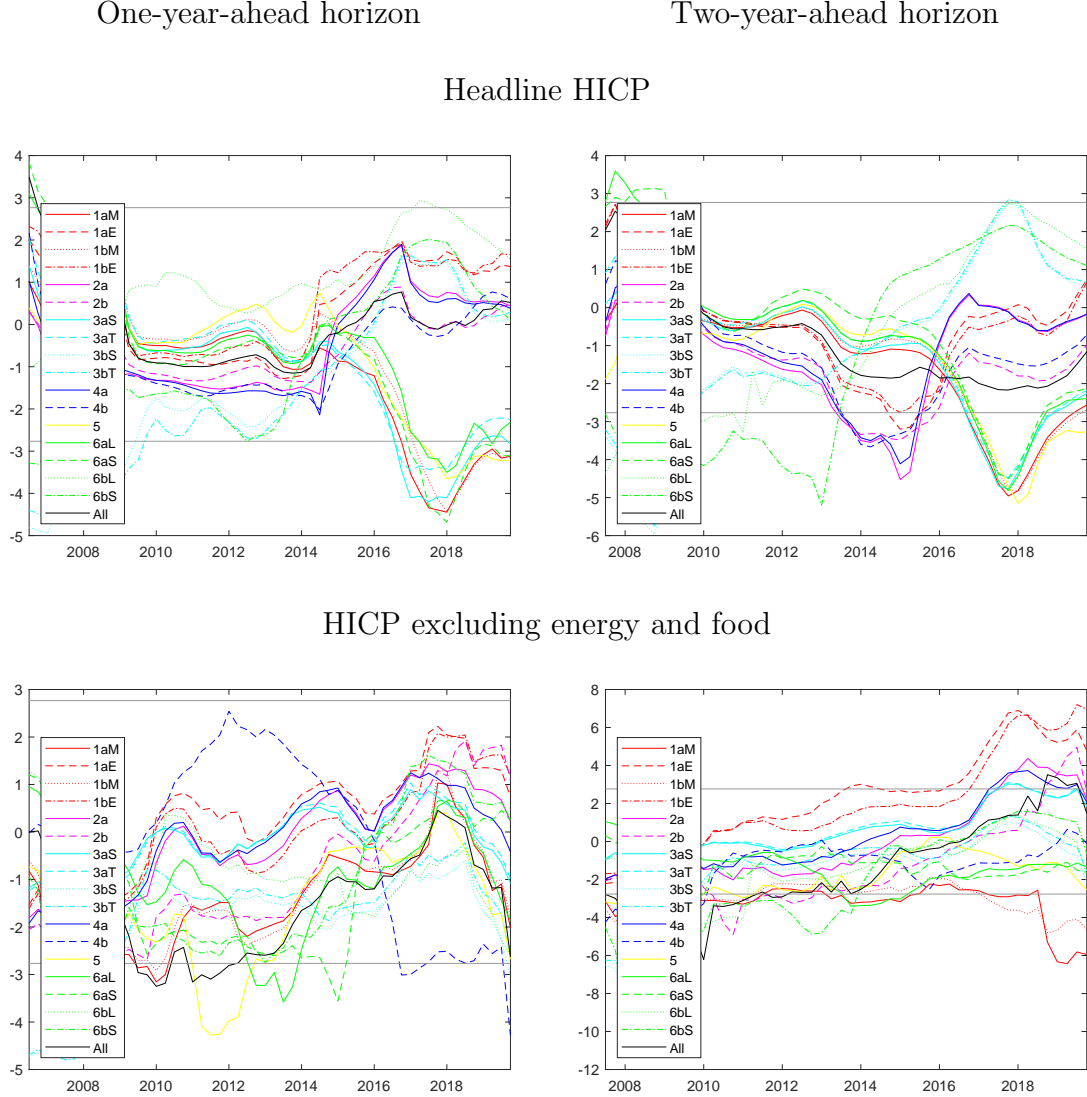 One-year-ahead horizon
Two-year-ahead horizon
Headline HICP
4
3
2
1
0
-1
-2
-3
-4
-5
2008 2010 2012 2014 2016 2018
1aM
1aE
1bM
1bE
2a
2b
3aS
3aT
3bS
3bT
4a
4b
5
6aL
6aS
6bL
6bS
All
4
3
2
1
0
-1
-2
-3
-4
-5
-6
2008 2010 2012 2014 2016 2018
1aM
1aE
1bM
1bE
2a
2b
3aS
3aT
3bS
3bT
4a
4b
5
6aL
6aS
6bL
6bS
All
HICP excluding energy and food
3
2
1
0
-1
-2
-3
-4
-5
2008 2010 2012 2014 2016 2018
1aM
1aE
1bM
1bE
2a
2b
3aS
3aT
3bS
3bT
4a
4b
5
6aL
6aS
6bL
6bS
All
8
6
4
2
0
-2
-4
-6
-8
-10
-12
2008 2010 2012 2014 2016 2018
1aM
1aE
1bM
1bE
2a
2b
3aS
3aT
3bS
3bT
4a
4b
5
6aL
6aS
6bL
6bS
All